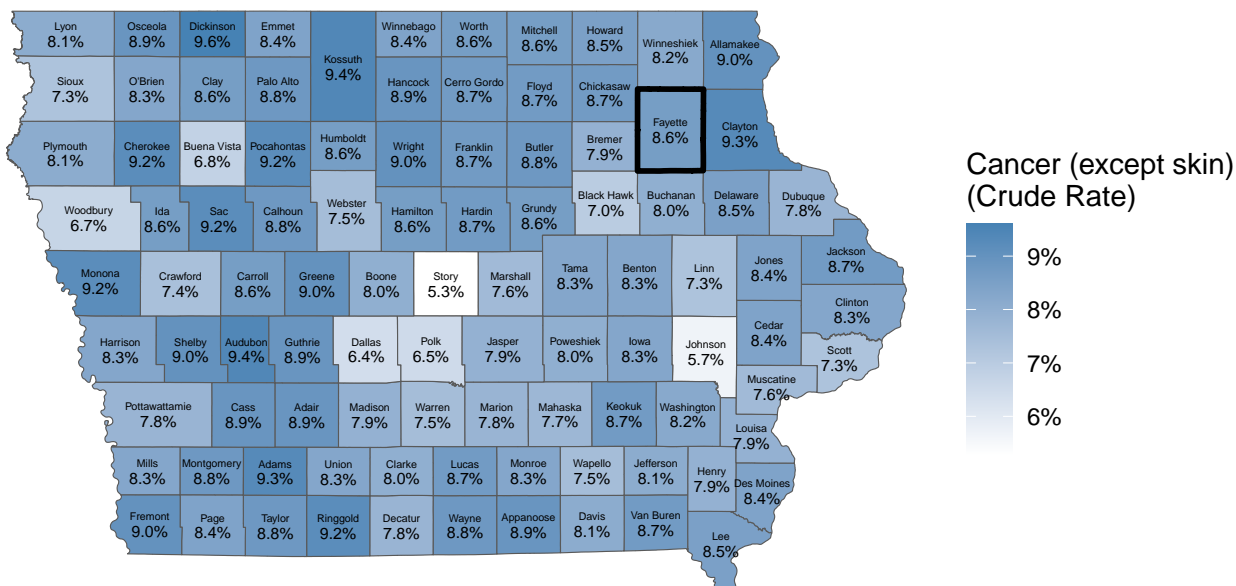 Lyon
8.1%
Osceola
8.9%
Dickinson
9.6%
Emmet
8.4%
Kossuth
9.4%
Winnebago
8.4%
Worth
8.6%
Mitchell
8.6%
Howard
8.5%
Winneshiek
8.2%
Allamakee
9.0%
Sioux
7.3%
O'Brien
8.3%
Clay
8.6%
Palo Alto
8.8%
Hancock
8.9%
Cerro Gordo
8.7%
Floyd
8.7%
Chickasaw
8.7%
Fayette
8.6%
Clayton
9.3%
Plymouth
8.1%
Cherokee
9.2%
Buena Vista
6.8%
Pocahontas
9.2%
Humboldt
8.6%
Wright
9.0%
Franklin
8.7%
Butler
8.8%
Bremer
7.9%
Woodbury
6.7%
Ida
8.6%
Sac
9.2%
Calhoun
8.8%
Webster
7.5%
Hamilton
8.6%
Hardin
8.7%
Grundy
8.6%
Black Hawk
7.0%
Buchanan
8.0%
Delaware
8.5%
Dubuque
7.8%
Monona
9.2%
Crawford
7.4%
Carroll
8.6%
Greene
9.0%
Boone
8.0%
Story
5.3%
Marshall
7.6%
Tama
8.3%
Benton
8.3%
Linn
7.3%
Jones
8.4%
Jackson
8.7%
Clinton
8.3%
Harrison
8.3%
Shelby
9.0%
Audubon
9.4%
Guthrie
8.9%
Dallas
6.4%
Polk
6.5%
Jasper
7.9%
Poweshiek
8.0%
Iowa
8.3%
Johnson
5.7%
Cedar
8.4%
Scott
7.3%
Muscatine
7.6%
Pottawattamie
7.8%
Cass
8.9%
Adair
8.9%
Madison
7.9%
Warren
7.5%
Marion
7.8%
Mahaska
7.7%
Keokuk
8.7%
Washington
8.2%
Louisa
7.9%
Mills
8.3%
Montgomery
8.8%
Adams
9.3%
Union
8.3%
Clarke
8.0%
Lucas
8.7%
Monroe
8.3%
Wapello
7.5%
Jefferson
8.1%
Henry
7.9%
Des Moines
8.4%
Fremont
9.0%
Page
8.4%
Taylor
8.8%
Ringgold
9.2%
Decatur
7.8%
Wayne
8.8%
Appanoose
8.9%
Davis
8.1%
Van Buren
8.7%
Lee
8.5%
Cancer (except skin)
(Crude Rate)
9%
8%
7%
6%